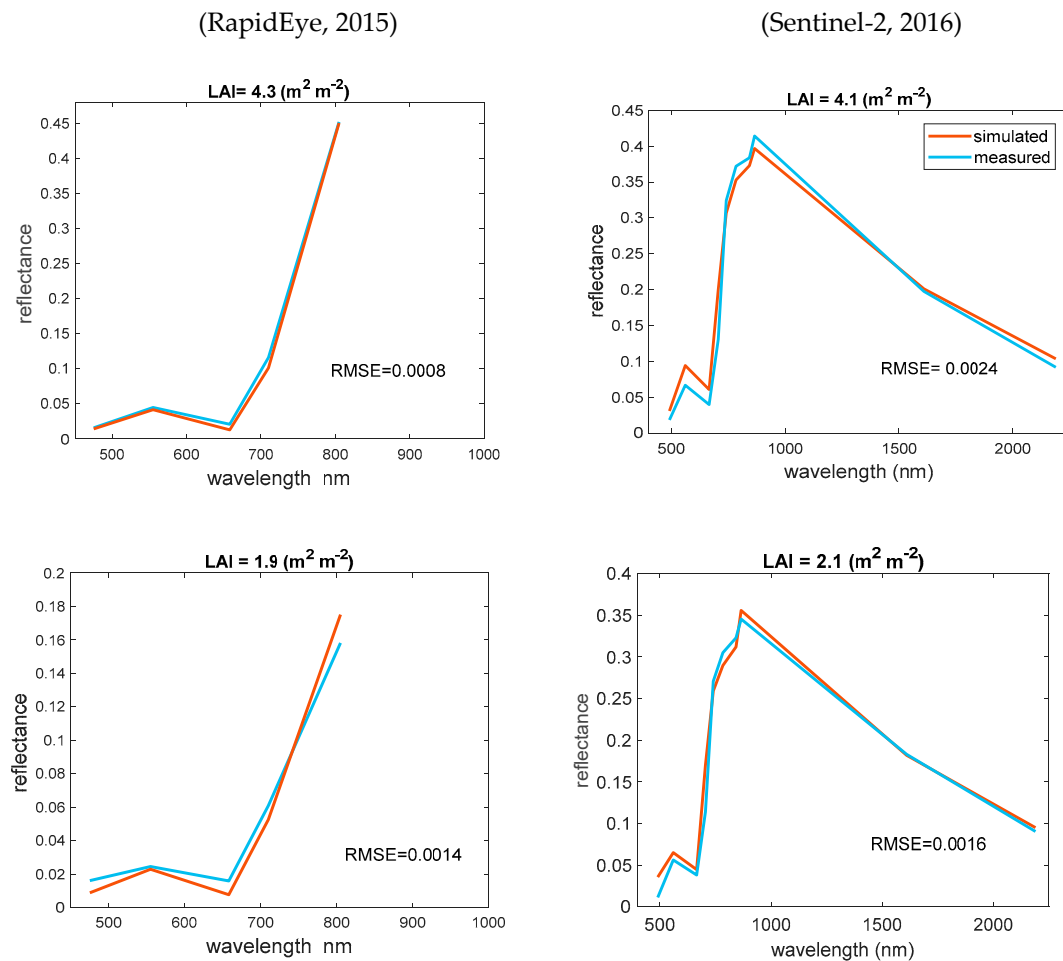 (RapidEye, 2015)
(Sentinel-2, 2016)
LAI= 4.3 (m² m⁻²)
0.45
0.4
0.35
0.3
0.25
0.2
0.15
0.1
0.05
0
reflectance
RMSE=0.0008
500 600 700 800 900 1000
wavelength nm
LAI = 4.1 (m² m⁻²)
0.45
0.4
0.35
0.3
0.25
0.2
0.15
0.1
0.05
0
reflectance
simulated
measured
RMSE= 0.0024
500 1000 1500 2000
wavelength (nm)
LAI = 1.9 (m² m⁻²)
0.2
0.18
0.16
0.14
0.12
0.1
0.08
0.06
0.04
0.02
0
reflectance
RMSE=0.0014
500 600 700 800 900 1000
wavelength nm
LAI = 2.1 (m² m⁻²)
0.4
0.35
0.3
0.25
0.2
0.15
0.1
0.05
0
reflectance
RMSE=0.0016
500 1000 1500 2000
wavelength (nm)